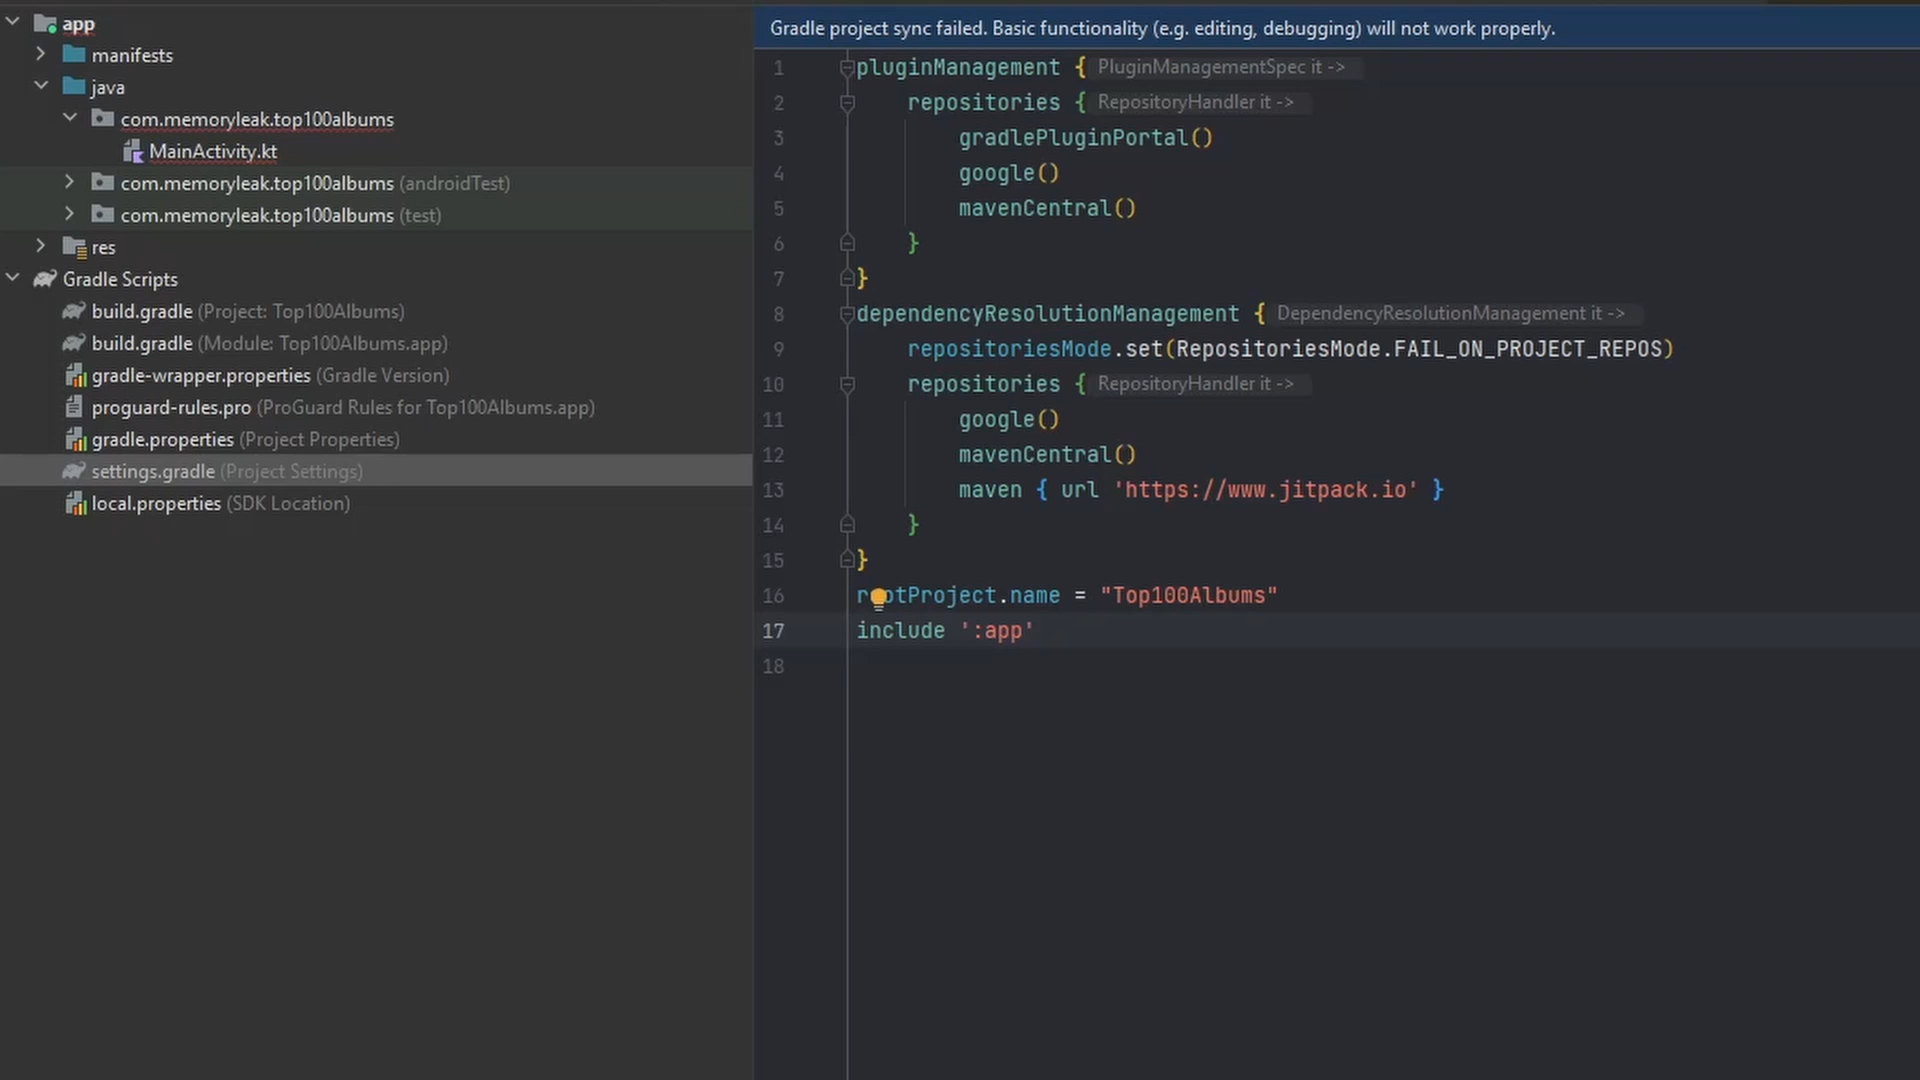 app
manifests
java
com.memoryleak.top100albums
MainActivity.kt
com.memoryleak.top100albums (androidTest)
com.memoryleak.top100albums (test)
res
Gradle Scripts
build.gradle (Project: Top100Albums)
build.gradle (Module: Top100Albums.app)
gradle-wrapper.properties (Gradle Version)
proguard-rules.pro (ProGuard Rules for Top100Albums.app)
gradle.properties (Project Properties)
settings.gradle (Project Settings)
local.properties (SDK Location)
Gradle project sync failed. Basic functionality (e.g. editing, debugging) will not work properly.
1 pluginManagement { PluginManagementSpec it ->
2 repositories { RepositoryHandler it ->
3 gradlePluginPortal()
4 google()
5 mavenCentral()
6 }
7 }
8 dependencyResolutionManagement { DependencyResolutionManagement it ->
9 repositoriesMode.set(RepositoriesMode.FAIL_ON_PROJECT_REPOS)
10 repositories { RepositoryHandler it ->
11 google()
12 mavenCentral()
13 maven { url 'https://www.jitpack.io' }
14 }
15 }
16 rootProject.name = "Top100Albums"
17 include ':app'
18